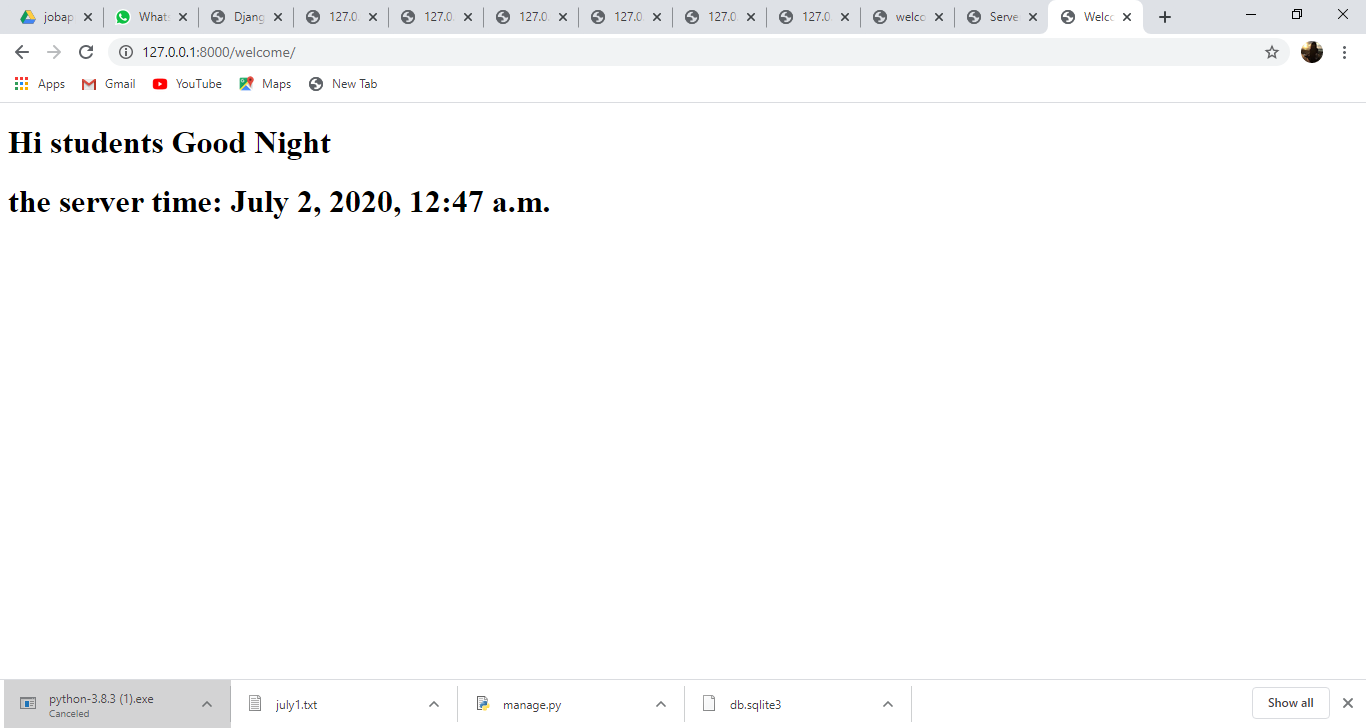 jobap What: Djang 127.0. 127.0. 127.0. 127.0. 127.0. 127.0. welco Serve Welco
127.0.0.1:8000/welcome/
Apps Gmail YouTube Maps New Tab
Hi students Good Night
the server time: July 2, 2020, 12:47 a.m.
python-3.8.3 (1).exe
Canceled
july1.txt
manage.py
db.sqlite3
Show all